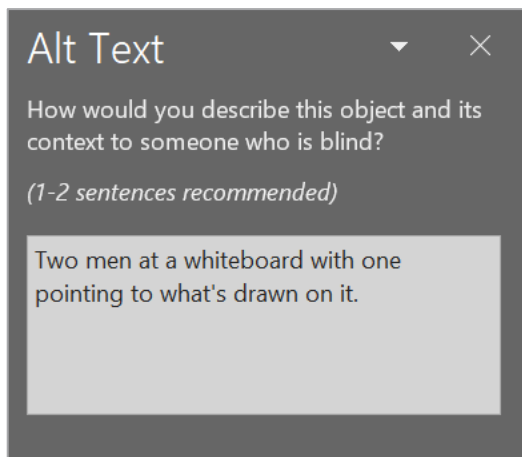 Alt Text
How would you describe this object and its
context to someone who is blind?
(1-2 sentences recommended)
Two men at a whiteboard with one
pointing to what's drawn on it.